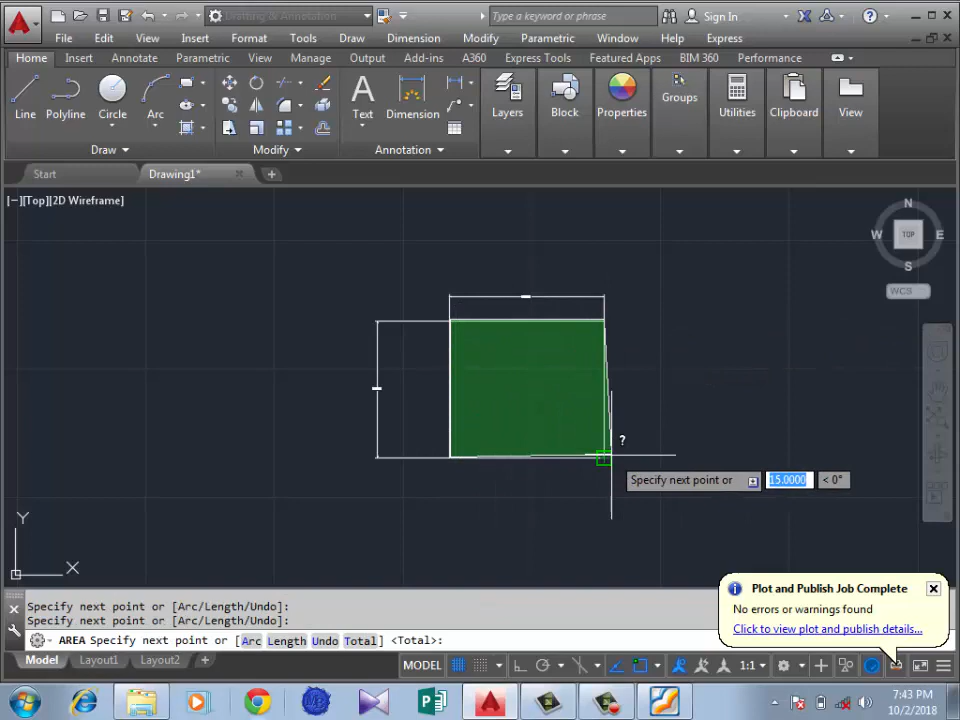 Drawing & Annotation
Type a keyword or phrase
Sign In
File Edit View Insert Format Tools Draw Dimension Modify Parametric Window Help Express
Home Insert Annotate Parametric View Manage Output Add-ins A360 Express Tools Featured Apps BIM 360 Performance
Line Polyline Circle Arc Text Dimension Layers Block Properties Groups Utilities Clipboard View
Draw Modify Annotation
Start Drawing1*
[−][Top][2D Wireframe]
N
W TOP E
S
WCS
?
Specify next point or 15.0000 < 0°
Y
X
Plot and Publish Job Complete
No errors or warnings found
Click to view plot and publish details...
Specify next point or [Arc/Length/Undo]:
Specify next point or [Arc/Length/Undo]:
AREA Specify next point or [Arc Length Undo Total] <Total>:
Model Layout1 Layout2 +
MODEL 1:1
7:43 PM
10/2/2018